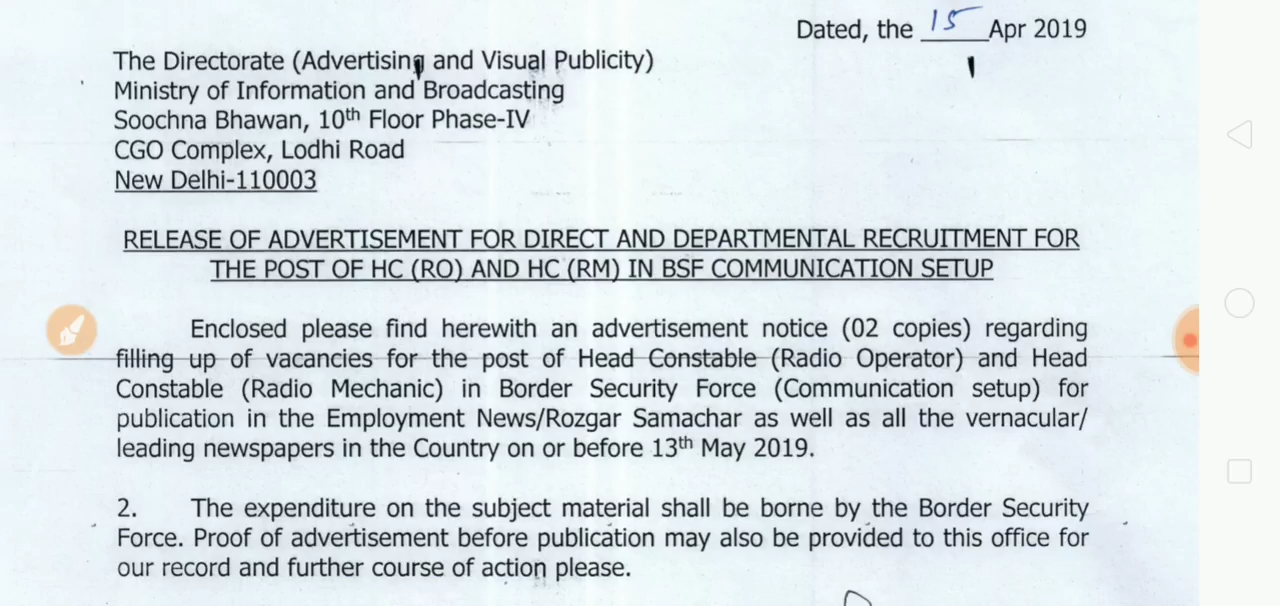 Dated, the 15 Apr 2019
The Directorate (Advertising and Visual Publicity)
Ministry of Information and Broadcasting
Soochna Bhawan, 10th Floor Phase-IV
CGO Complex, Lodhi Road
New Delhi-110003
RELEASE OF ADVERTISEMENT FOR DIRECT AND DEPARTMENTAL RECRUITMENT FOR
THE POST OF HC (RO) AND HC (RM) IN BSF COMMUNICATION SETUP
Enclosed please find herewith an advertisement notice (02 copies) regarding
filling up of vacancies for the post of Head Constable (Radio Operator) and Head
Constable (Radio Mechanic) in Border Security Force (Communication setup) for
publication in the Employment News/Rozgar Samachar as well as all the vernacular/
leading newspapers in the Country on or before 13th May 2019.
2. The expenditure on the subject material shall be borne by the Border Security
Force. Proof of advertisement before publication may also be provided to this office for
our record and further course of action please.